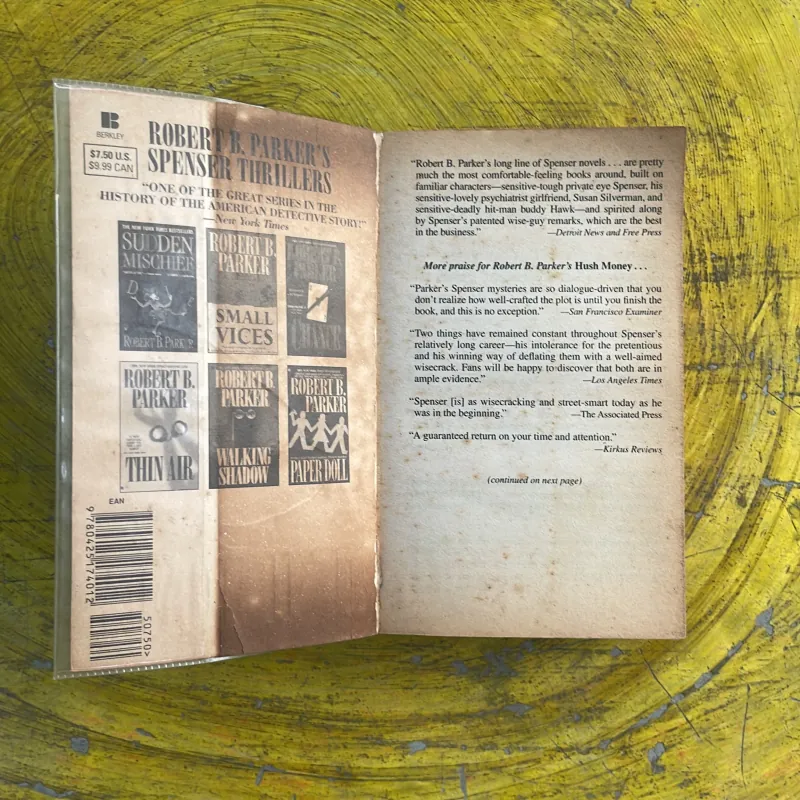 BERKLEY
$7.50 U.S.
$9.99 CAN
ROBERT B. PARKER'S
SPENSER THRILLERS
"ONE OF THE GREAT SERIES IN THE
HISTORY OF THE AMERICAN DETECTIVE STORY!"
—New York Times
THE NEW YORK TIMES BESTSELLER
SUDDEN
MISCHIEF
ROBERT B. PARKER
ROBERT B.
PARKER
SMALL
VICES
ROBERT B.
PARKER
CHANCE
ROBERT B.
PARKER
THIN AIR
ROBERT B.
PARKER
WALKING
SHADOW
ROBERT B.
PARKER
PAPER DOLL
EAN
9780425174012
50750>
"Robert B. Parker's long line of Spenser novels . . . are pretty
much the most comfortable-feeling books around, built on
familiar characters—sensitive-tough private eye Spenser, his
sensitive-lovely psychiatrist girlfriend, Susan Silverman, and
sensitive-deadly hit-man buddy Hawk—and spirited along
by Spenser's patented wise-guy remarks, which are the best
in the business." —Detroit News and Free Press
More praise for Robert B. Parker's Hush Money . . .
"Parker's Spenser mysteries are so dialogue-driven that you
don't realize how well-crafted the plot is until you finish the
book, and this is no exception." —San Francisco Examiner
"Two things have remained constant throughout Spenser's
relatively long career—his intolerance for the pretentious
and his winning way of deflating them with a well-aimed
wisecrack. Fans will be happy to discover that both are in
ample evidence." —Los Angeles Times
"Spenser [is] as wisecracking and street-smart today as he
was in the beginning." —The Associated Press
"A guaranteed return on your time and attention."
—Kirkus Reviews
(continued on next page)